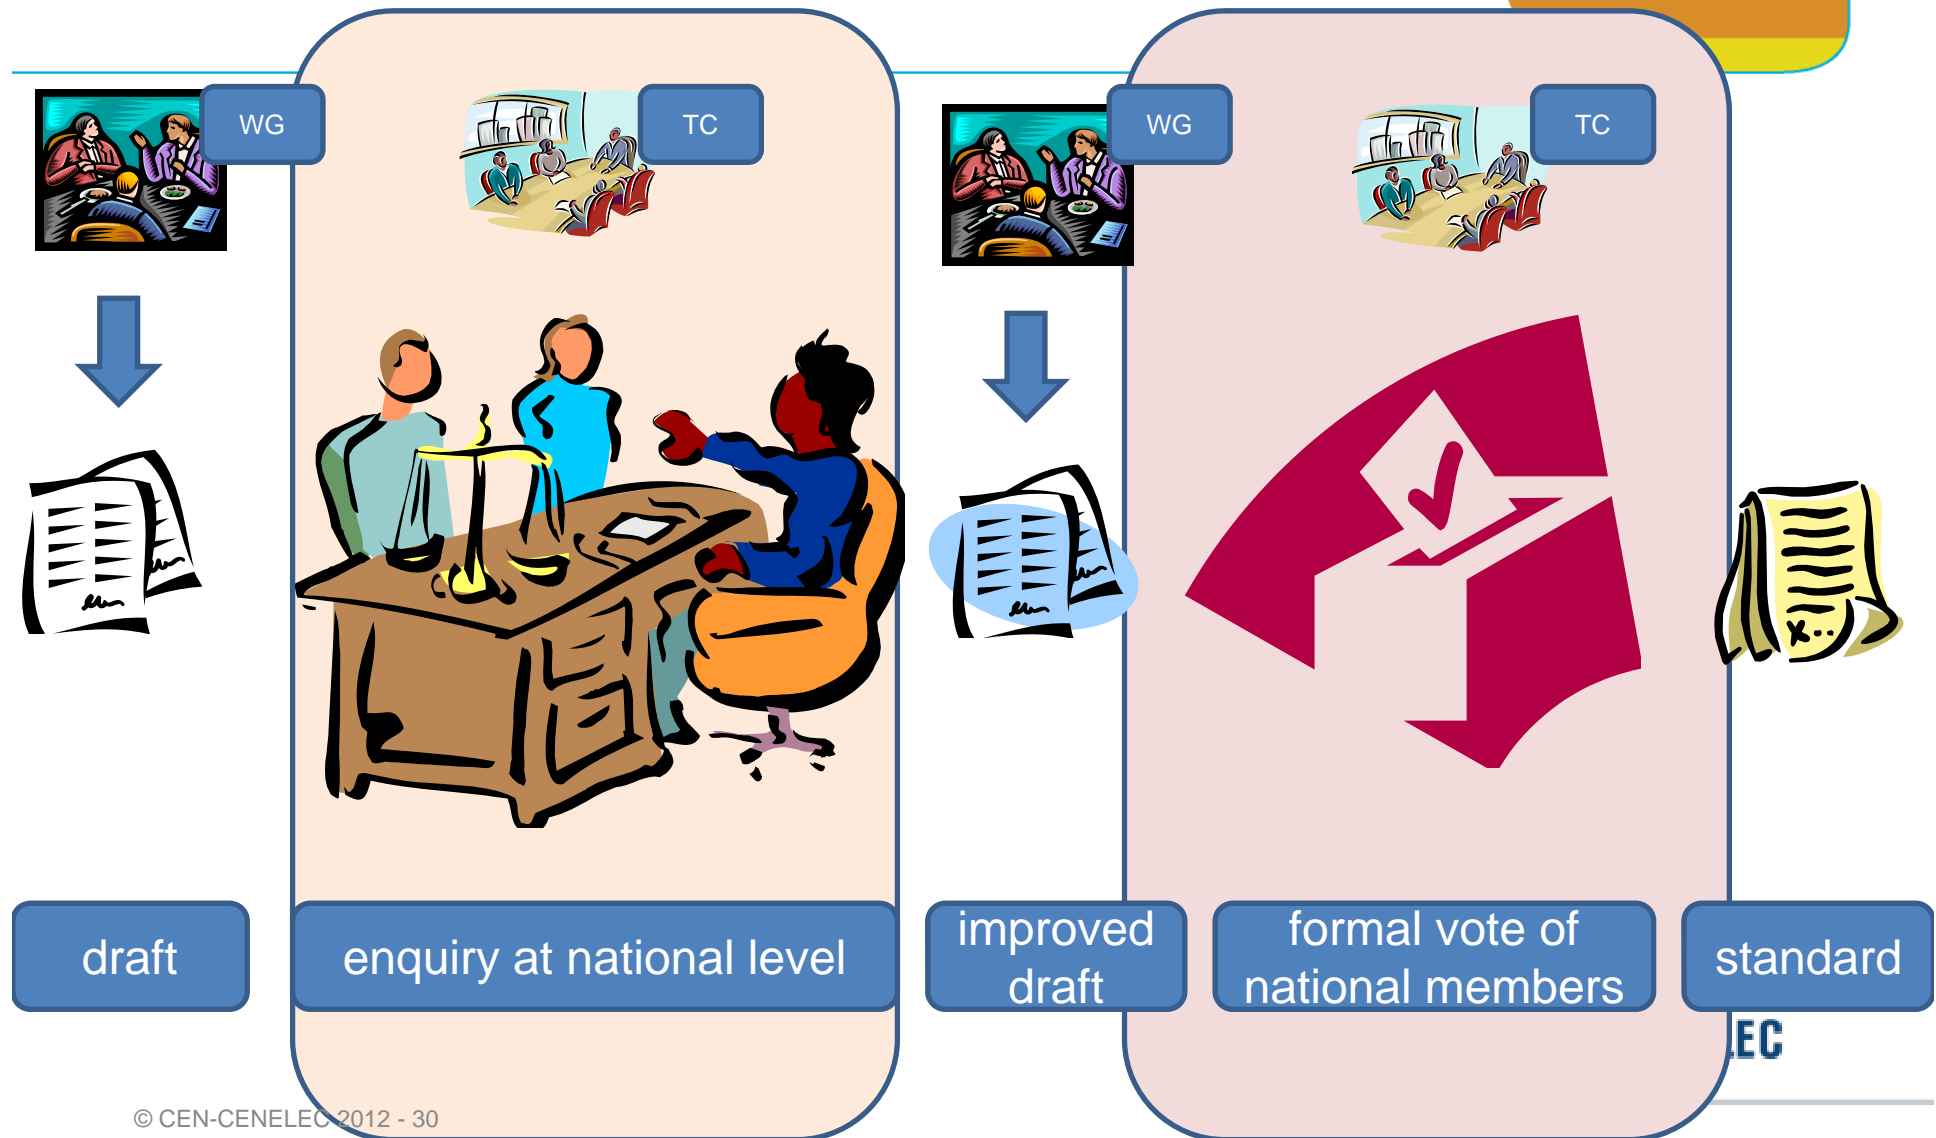 WG
TC
WG
TC
draft
enquiry at national level
improved
draft
formal vote of
national members
standard
EC
© CEN-CENELEC 2012 - 30